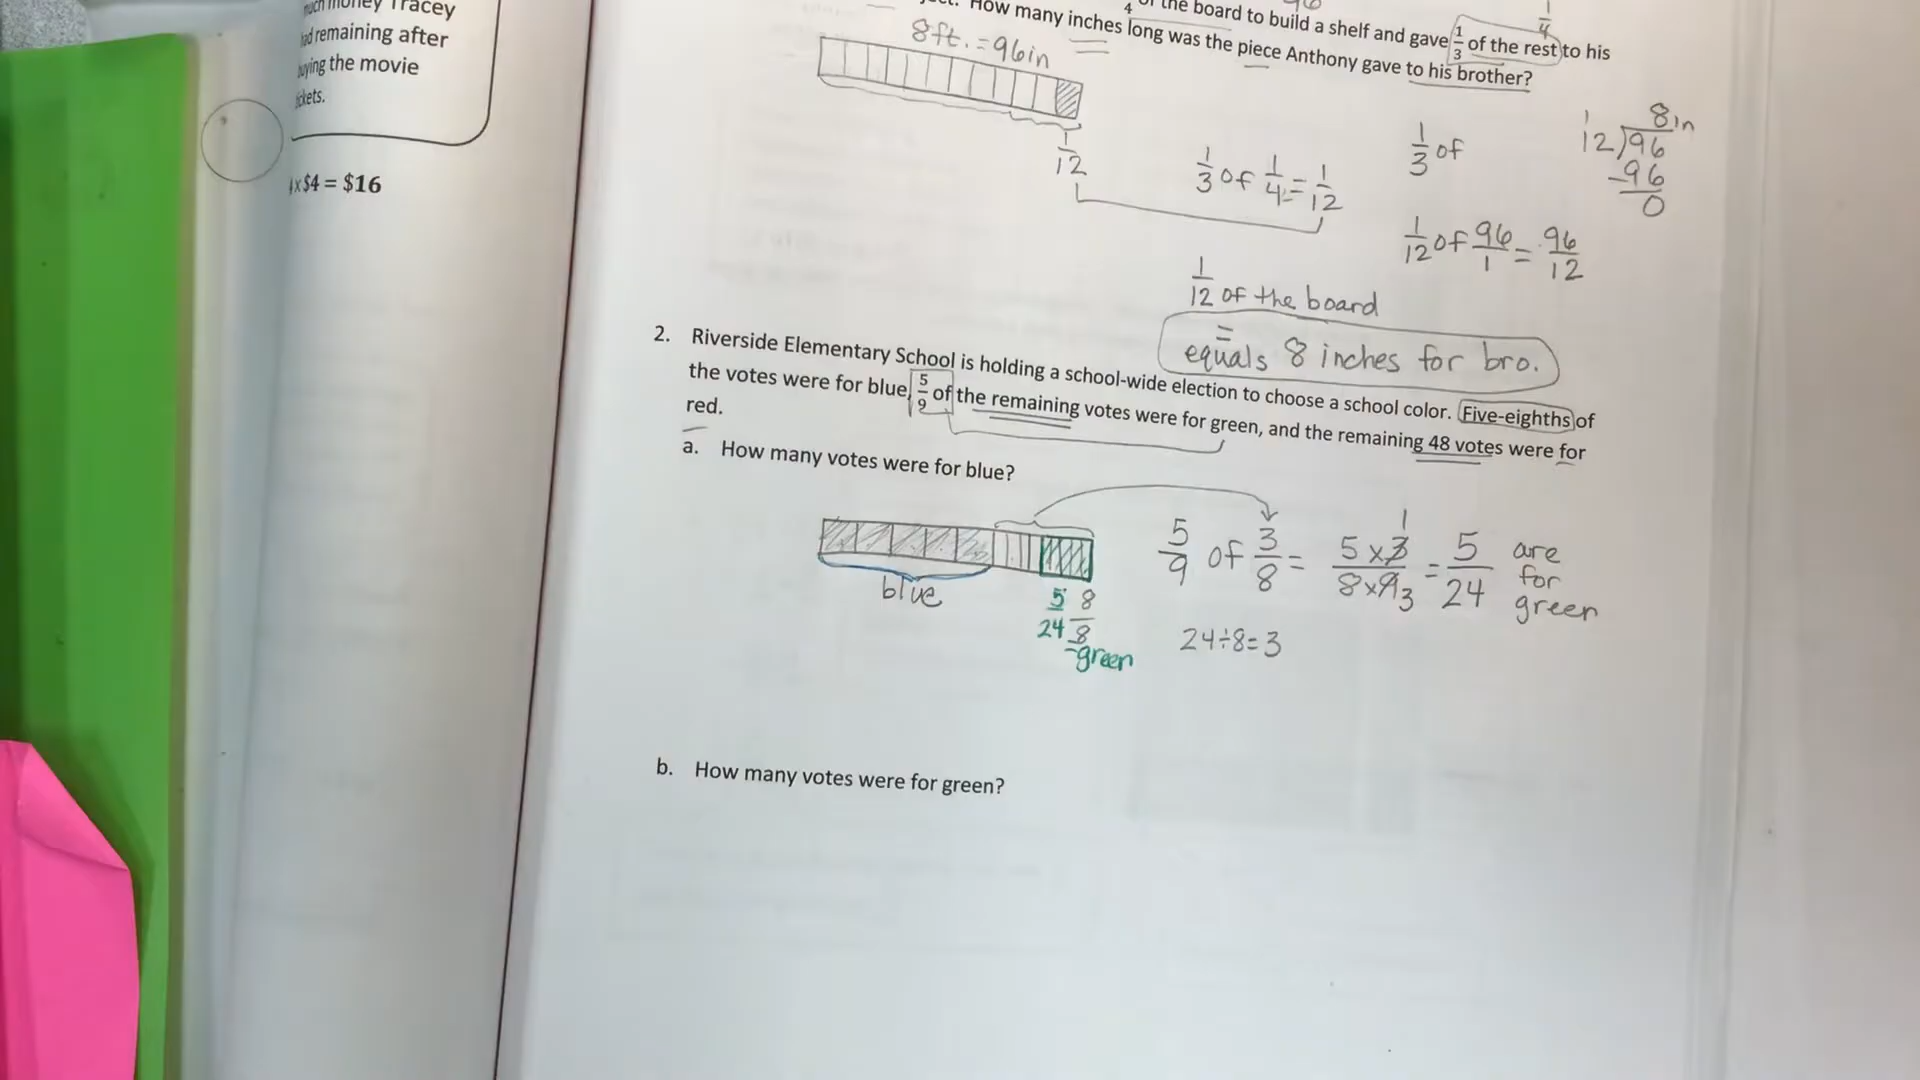 much money Tracey
had remaining after
buying the movie
tickets.
x $4 = $16
of the board to build a shelf and gave 1/3 of the rest to his
How many inches long was the piece Anthony gave to his brother?
1/4
8ft. = 96in
1/12
1/3 of 1/4 = 1/12
1/3 of
8in
12)96
-96
0
1/12 of 96/1 = 96/12
1/12 of the board
=
equals 8 inches for bro.
2. Riverside Elementary School is holding a school-wide election to choose a school color. Five-eighths of
the votes were for blue, 5/9 of the remaining votes were for green, and the remaining 48 votes were for
red.
a. How many votes were for blue?
blue
5/24 8/8
-green
5/9 of 3/8 = 5x3/8x9 = 5/24 are
for
green
1
3
24÷8=3
b. How many votes were for green?